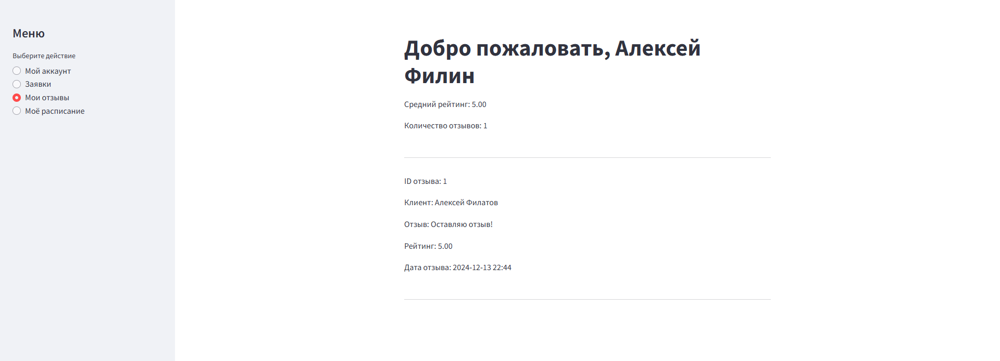 Меню
Выберите действие
Мой аккаунт
Заявки
Мои отзывы
Моё расписание
Добро пожаловать, Алексей
Филин
Средний рейтинг: 5.00
Количество отзывов: 1
ID отзыва: 1
Клиент: Алексей Филатов
Отзыв: Оставляю отзыв!
Рейтинг: 5.00
Дата отзыва: 2024-12-13 22:44